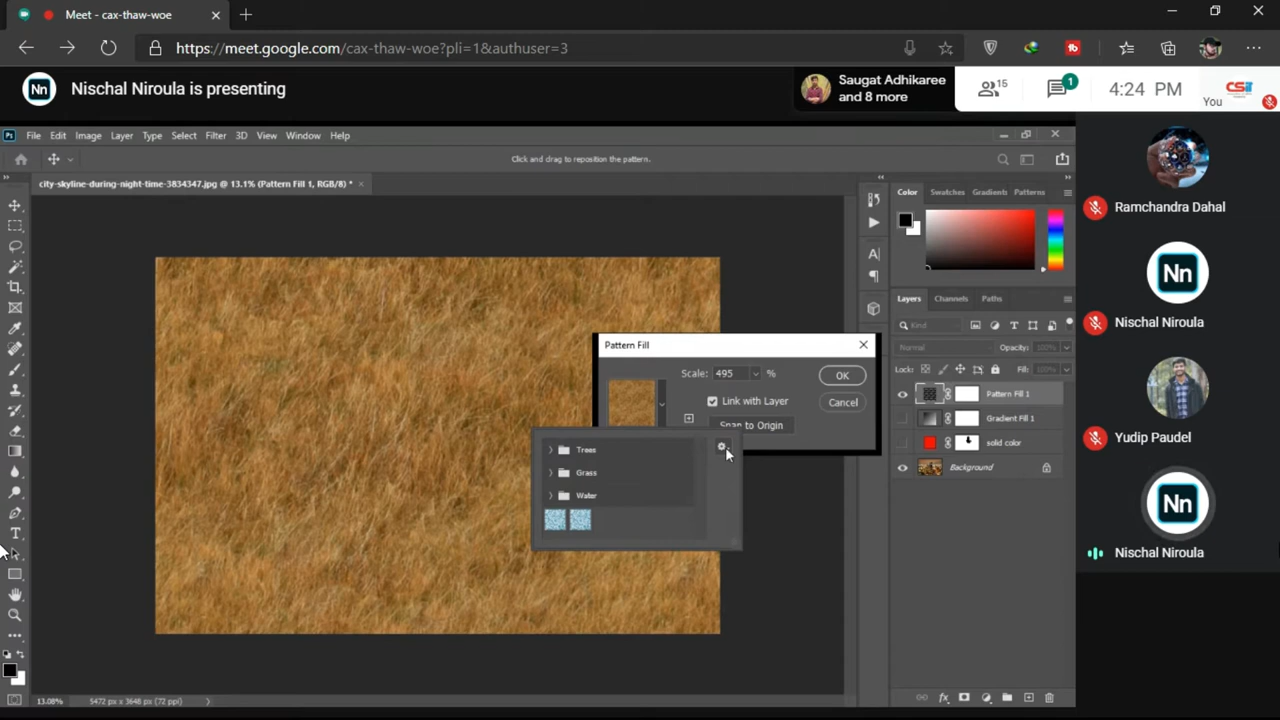 Meet - cax-thaw-woe
https://meet.google.com/cax-thaw-woe?pli=1&authuser=3
Nn
Nischal Niroula is presenting
Saugat Adhikaree
and 8 more
15
1
4:24 PM
CSiT
You
Ps
File Edit Image Layer Type Select Filter 3D View Window Help
Click and drag to reposition the pattern.
city-skyline-during-night-time-3834347.jpg @ 13.1% (Pattern Fill 1, RGB/8) *
Color Swatches Gradients Patterns
Layers Channels Paths
Kind
Normal Opacity: 100%
Lock: Fill: 100%
Pattern Fill 1
Gradient Fill 1
solid color
Background
Pattern Fill
Scale: 495 %
OK
Link with Layer
Cancel
Snap to Origin
Trees
Grass
Water
13.08% 5472 px x 3648 px (72 ppi)
Ramchandra Dahal
Nn
Nischal Niroula
Yudip Paudel
Nn
Nischal Niroula